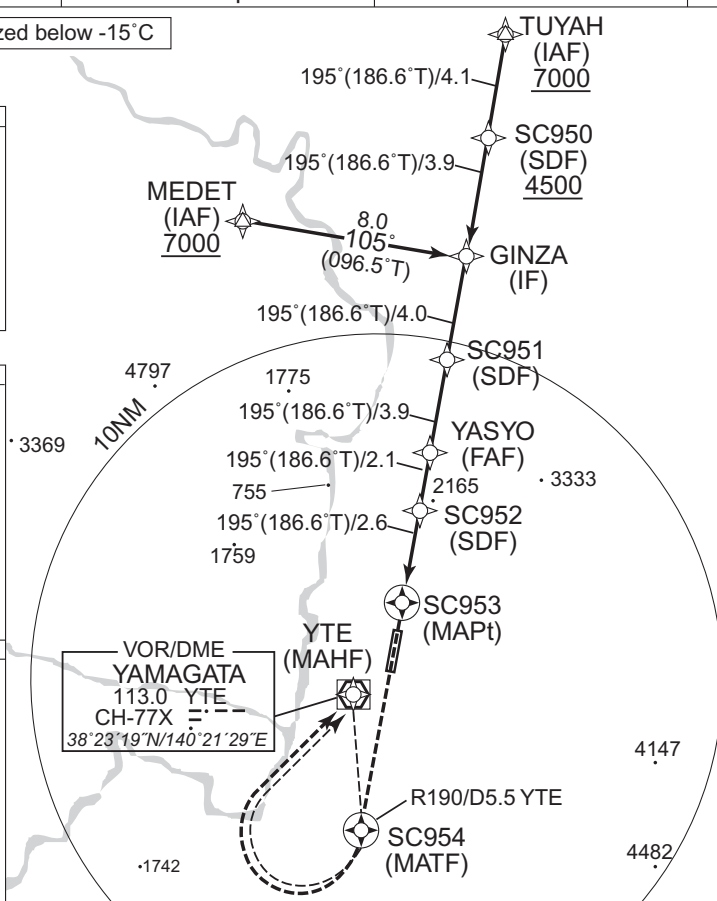 zed below -15˚C
TUYAH
(IAF)
7000
195˚(186.6˚T)/4.1
SC950
(SDF)
4500
195˚(186.6˚T)/3.9
MEDET
(IAF)
7000
8.0
105˚
(096.5˚T)
GINZA
(IF)
195˚(186.6˚T)/4.0
SC951
(SDF)
4797
1775
10NM
195˚(186.6˚T)/3.9
3369
YASYO
(FAF)
195˚(186.6˚T)/2.1
755
2165
3333
SC952
(SDF)
195˚(186.6˚T)/2.6
1759
SC953
(MAPt)
YTE
(MAHF)
VOR/DME
YAMAGATA
113.0 YTE
CH-77X
38˚23´19˝N/140˚21´29˝E
4147
R190/D5.5 YTE
SC954
(MATF)
1742
4482